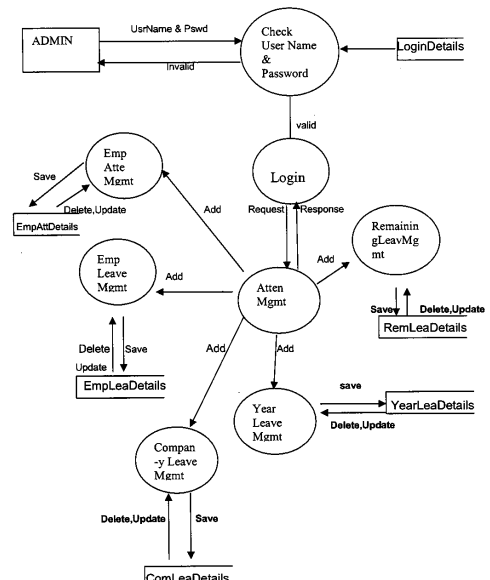 UsrName & Pswd
ADMIN
Invalid
Check
User Name
&
Password
LoginDetails
valid
Emp
Atte
Mgmt
Save
Delete,Update
EmpAttDetails
Login
Add
Request
Response
Remainin
gLeavMg
mt
Add
Emp
Leave
Mgmt
Add
Atten
Mgmt
Save
Delete,Update
RemLeaDetails
Delete
Update
Save
EmpLeaDetails
Add
Add
Year
Leave
Mgmt
save
YearLeaDetails
Delete,Update
Compan
-y Leave
Mgmt
Delete,Update
Save
ComLeaDetails